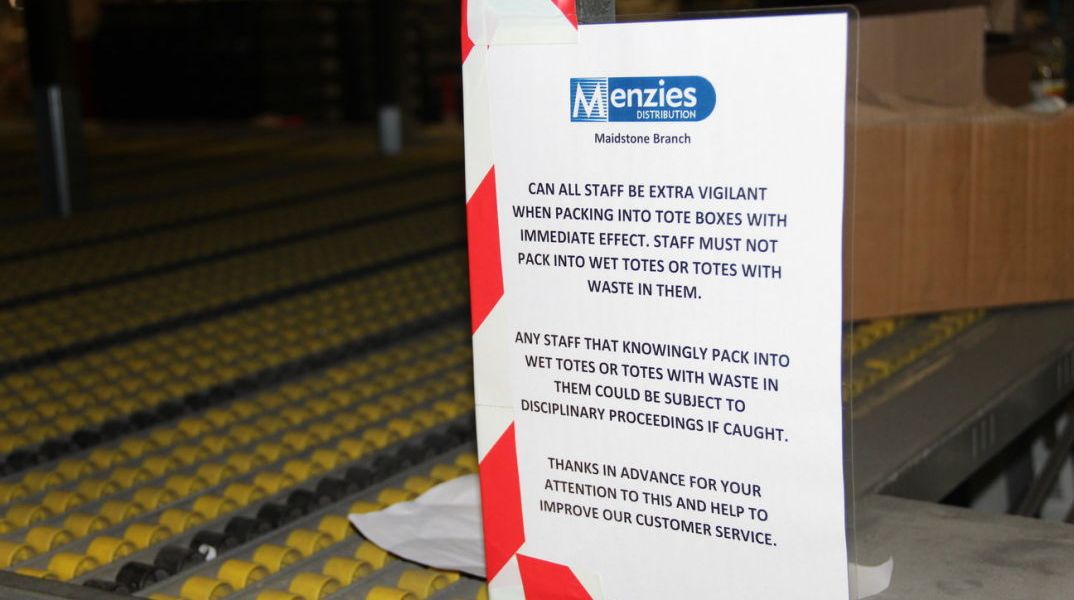 Menzies
DISTRIBUTION
Maidstone Branch
CAN ALL STAFF BE EXTRA VIGILANT
WHEN PACKING INTO TOTE BOXES WITH
IMMEDIATE EFFECT. STAFF MUST NOT
PACK INTO WET TOTES OR TOTES WITH
WASTE IN THEM.
ANY STAFF THAT KNOWINGLY PACK INTO
WET TOTES OR TOTES WITH WASTE IN
THEM COULD BE SUBJECT TO
DISCIPLINARY PROCEEDINGS IF CAUGHT.
THANKS IN ADVANCE FOR YOUR
ATTENTION TO THIS AND HELP TO
IMPROVE OUR CUSTOMER SERVICE.